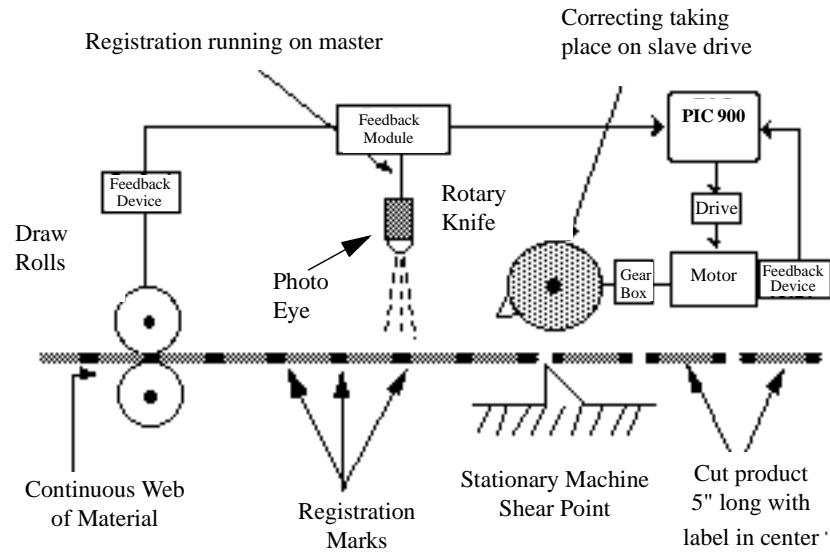 Registration running on master
Correcting taking
place on slave drive
Feedback
Module
PIC 900
Feedback
Device
Rotary
Knife
Drive
Draw
Rolls
Photo
Eye
Gear
Box
Motor
Feedback
Device
Continuous Web
of Material
Registration
Marks
Stationary Machine
Shear Point
Cut product
5" long with
label in center